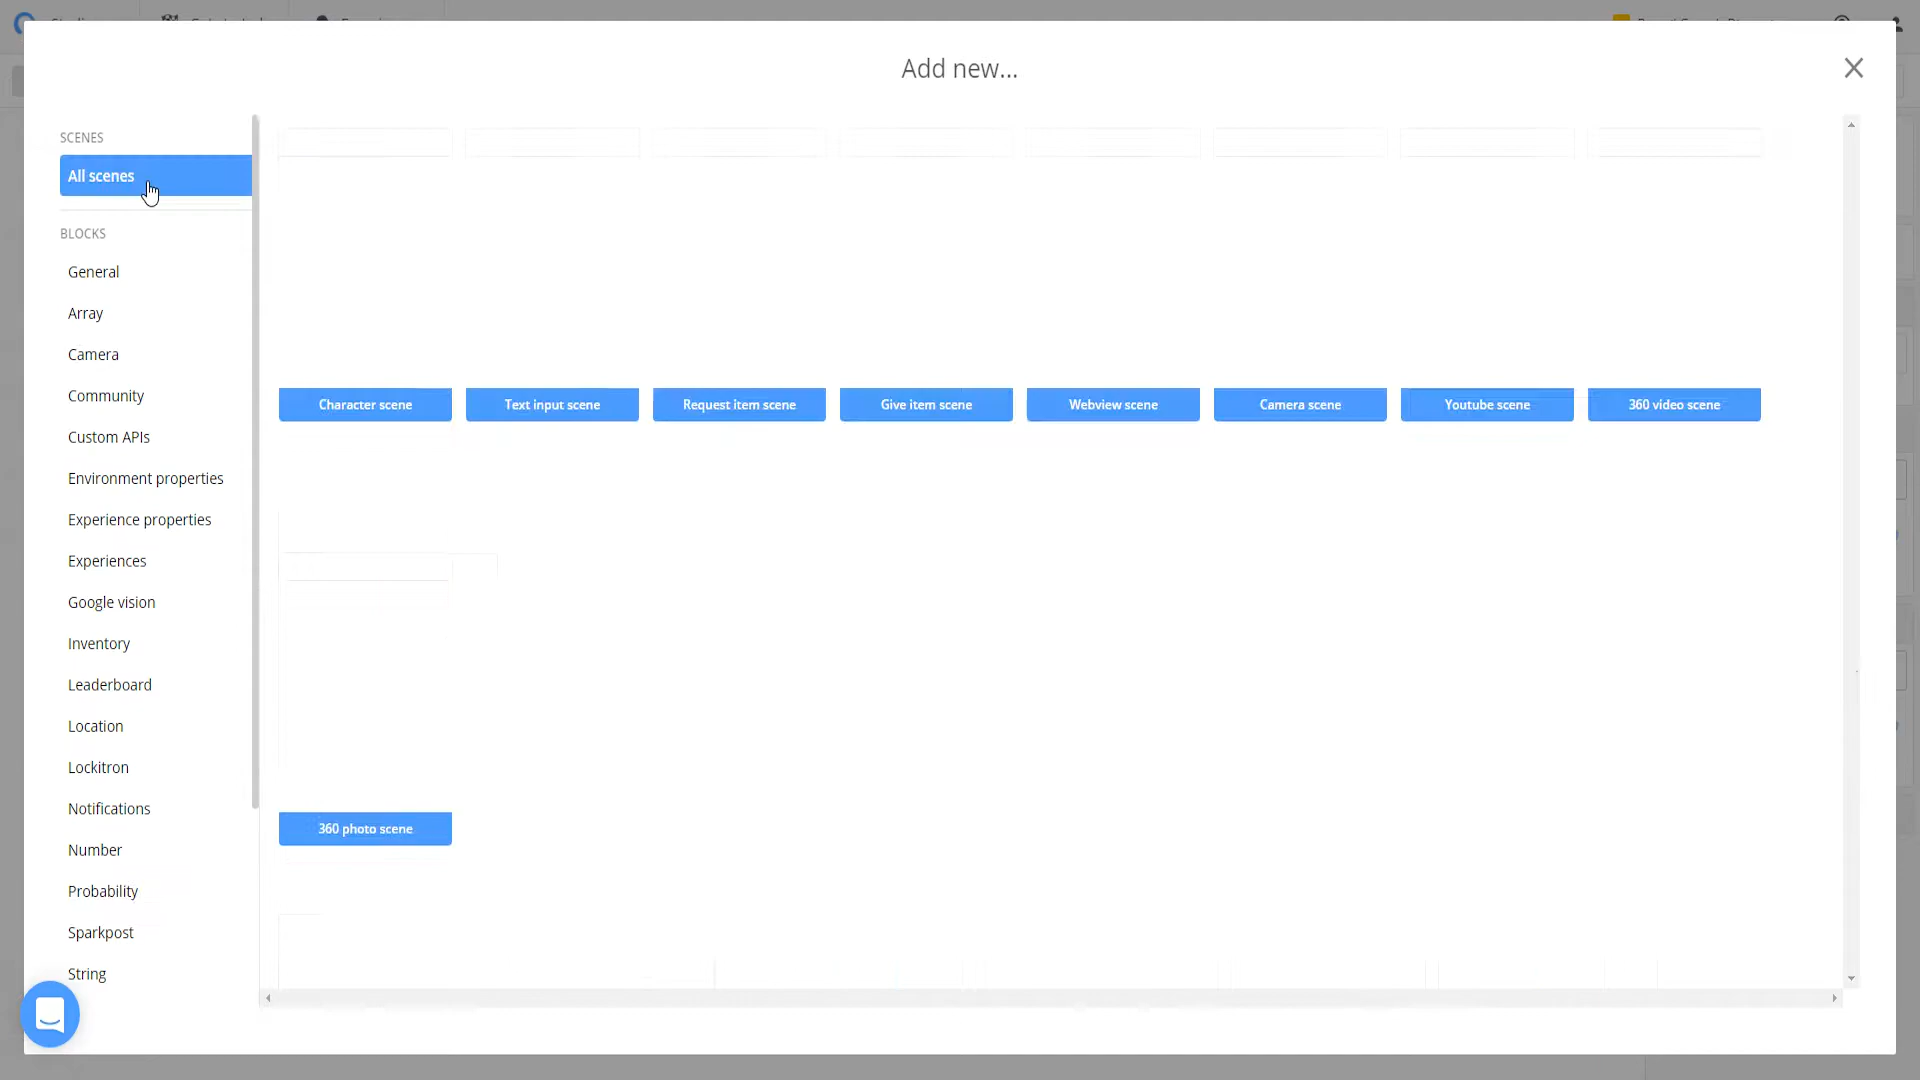 Add new...
SCENES
All scenes
BLOCKS
General
Array
Camera
Community
Custom APIs
Environment properties
Experience properties
Experiences
Google vision
Inventory
Leaderboard
Location
Lockitron
Notifications
Number
Probability
Sparkpost
String
Character scene
Text input scene
Request item scene
Give item scene
Webview scene
Camera scene
Youtube scene
360 video scene
360 photo scene